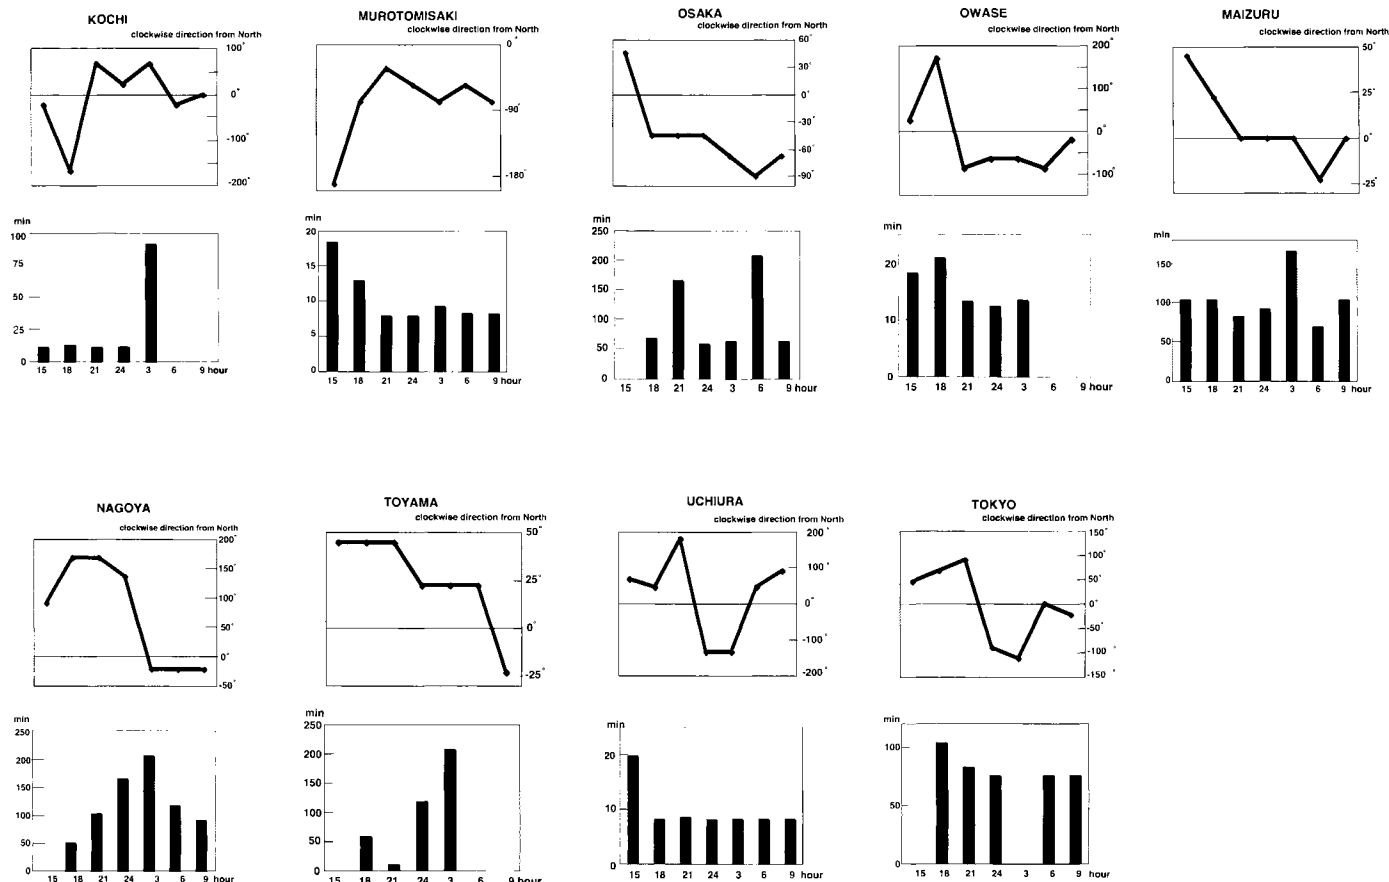 KOCHI
clockwise direction from North
100°
0°
-100°
-200°
min
100
75
50
25
0
15 18 21 24 3 6 9 hour
MUROTOMISAKI
clockwise direction from North
0°
-90°
-180°
min
20
15
10
5
0
15 18 21 24 3 6 9 hour
OSAKA
clockwise direction from North
60°
30°
0°
-30°
-60°
-90°
min
250
200
150
100
50
0
15 18 21 24 3 6 9 hour
OWASE
clockwise direction from North
200°
100°
0°
-100°
20
10
0
15 18 21 24 3 6 9 hour
MAIZURU
clockwise direction from North
50°
25°
0°
-25°
min
150
100
50
0
15 18 21 24 3 6 9 hour
NAGOYA
clockwise direction from North
200°
150°
100°
50°
0°
-50°
min
250
200
150
100
50
0
15 18 21 24 3 6 9 hour
TOYAMA
clockwise direction from North
50°
25°
0°
-25°
min
250
200
150
100
50
0
15 18 21 24 3 6 9 hour
UCHIURA
clockwise direction from North
200°
100°
0°
-100°
-200°
min
20
10
0
15 18 21 24 3 6 9 hour
TOKYO
clockwise direction from North
150°
100°
50°
0°
-50°
-100°
-150°
min
100
50
0
15 18 21 24 3 6 9 hour